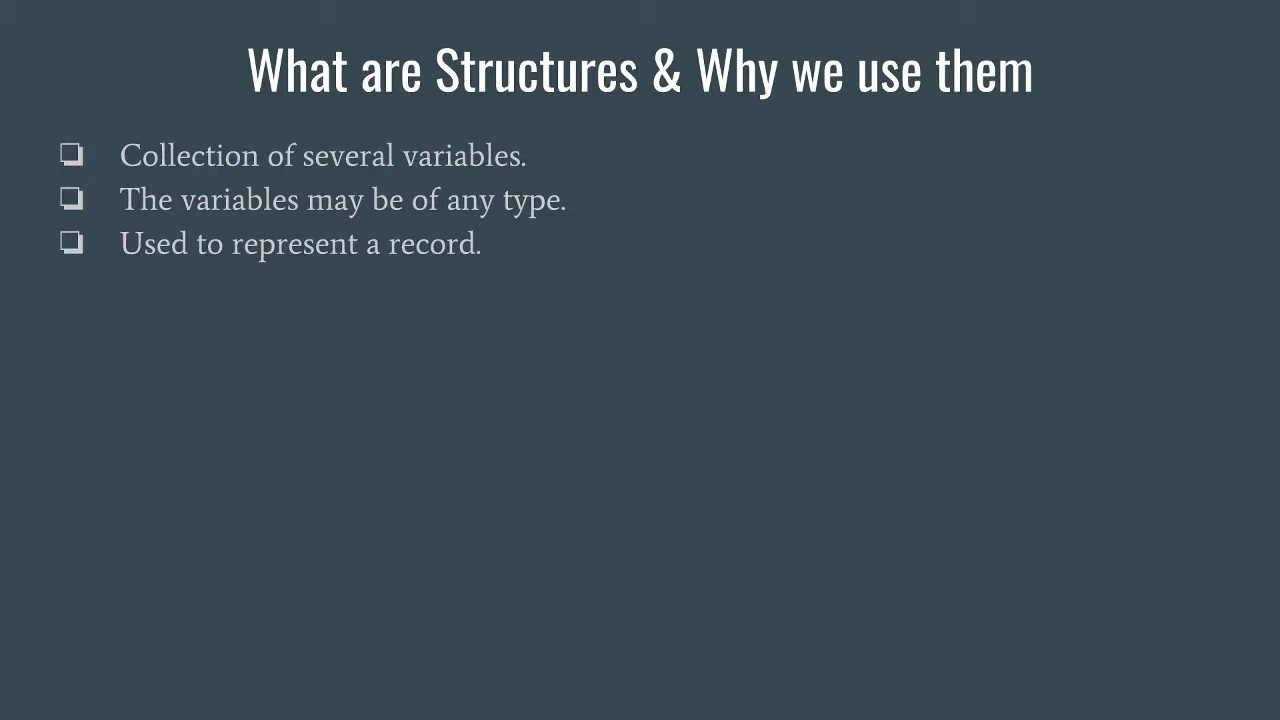 What are Structures & Why we use them
❏ Collection of several variables.
❏ The variables may be of any type.
❏ Used to represent a record.